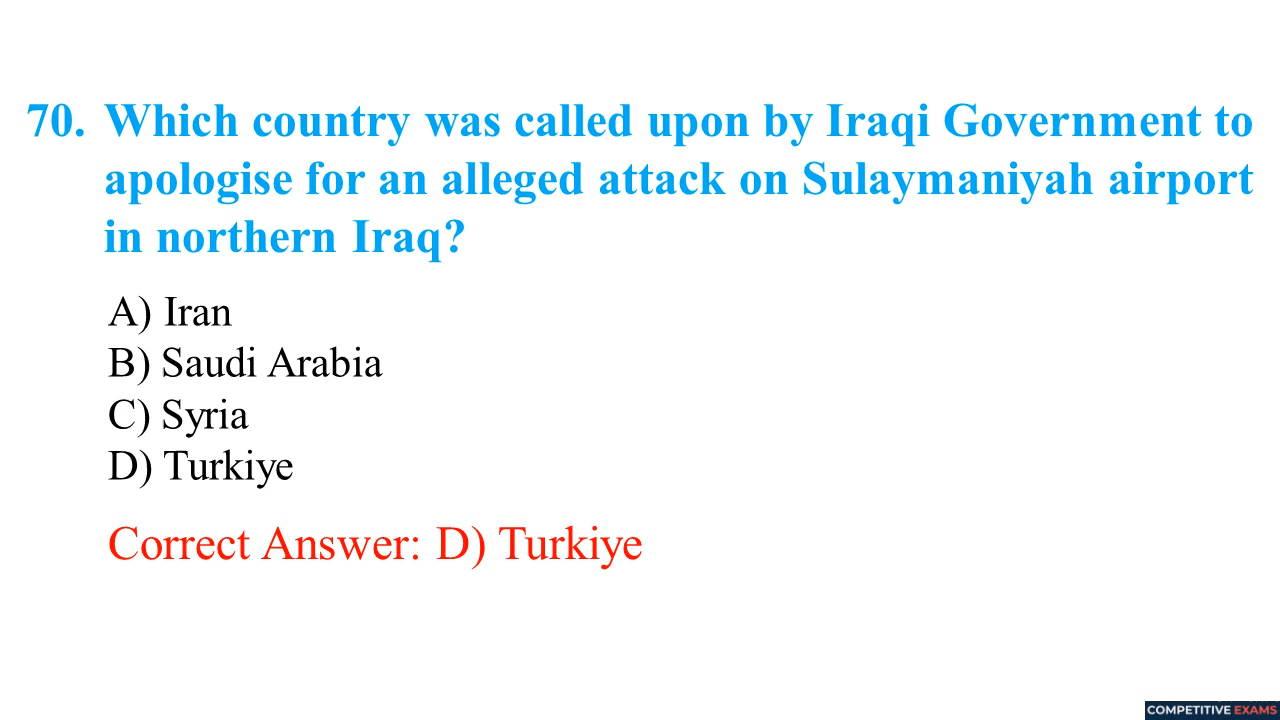 70. Which country was called upon by Iraqi Government to
apologise for an alleged attack on Sulaymaniyah airport
in northern Iraq?
A) Iran
B) Saudi Arabia
C) Syria
D) Turkiye
Correct Answer: D) Turkiye
COMPETITIVE EXAMS